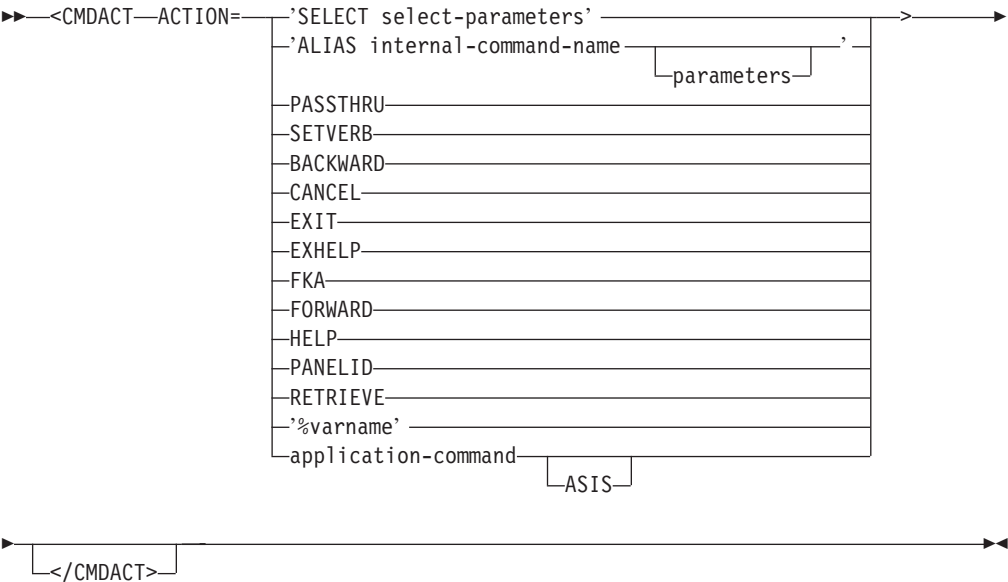 <CMDACT ACTION= 'SELECT select-parameters' >
'ALIAS internal-command-name ’
parameters
PASSTHRU
SETVERB
BACKWARD
CANCEL
EXIT
EXHELP
FKA
FORWARD
HELP
PANELID
RETRIEVE
'%varname'
application-command
ASIS
</CMDACT>